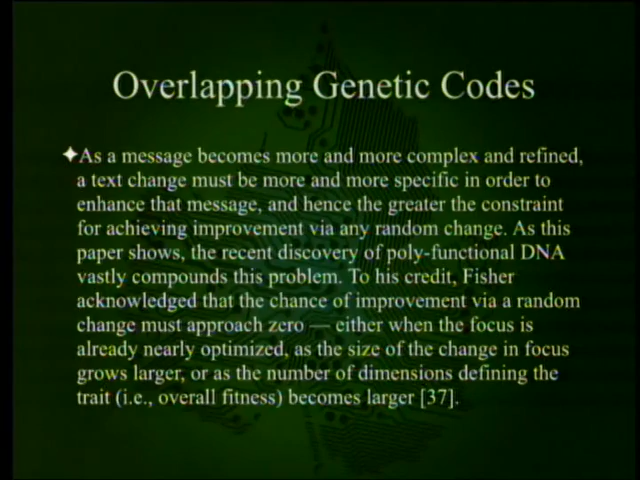 Overlapping Genetic Codes
✦As a message becomes more and more complex and refined,
a text change must be more and more specific in order to
enhance that message, and hence the greater the constraint
for achieving improvement via any random change. As this
paper shows, the recent discovery of poly-functional DNA
vastly compounds this problem. To his credit, Fisher
acknowledged that the chance of improvement via a random
change must approach zero — either when the focus is
already nearly optimized, as the size of the change in focus
grows larger, or as the number of dimensions defining the
trait (i.e., overall fitness) becomes larger [37].